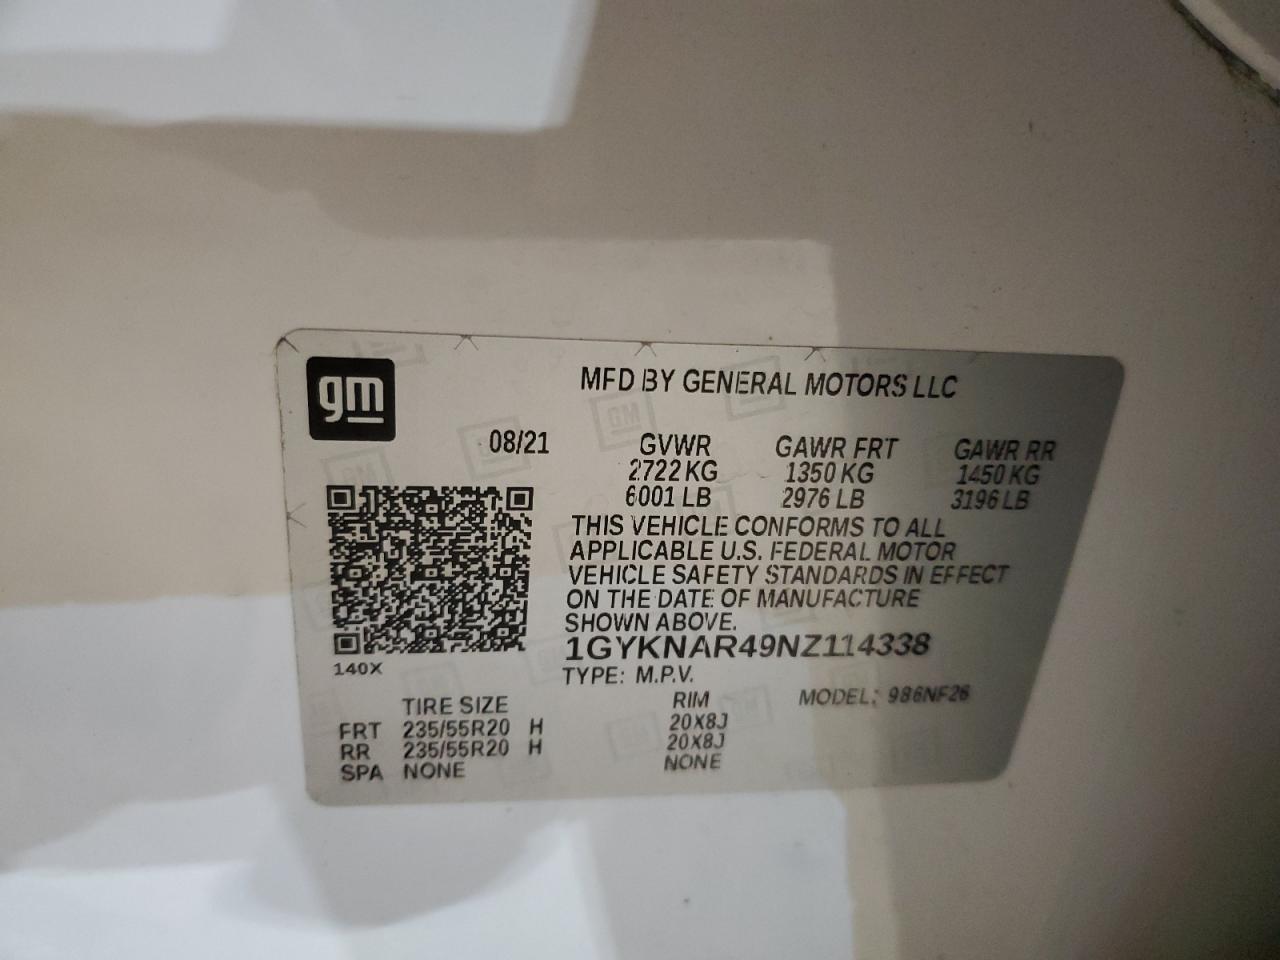 gm
MFD BY GENERAL MOTORS LLC
08/21 GVWR GAWR FRT GAWR RR
2722 KG 1350 KG 1450 KG
6001 LB 2976 LB 3196 LB
THIS VEHICLE CONFORMS TO ALL
APPLICABLE U.S. FEDERAL MOTOR
VEHICLE SAFETY STANDARDS IN EFFECT
ON THE DATE OF MANUFACTURE
SHOWN ABOVE.
1GYKNAR49NZ114338
140X
TYPE: M.P.V.
TIRE SIZE RIM MODEL: 986NF26
FRT 235/55R20 H 20X8J
RR 235/55R20 H 20X8J
SPA NONE NONE